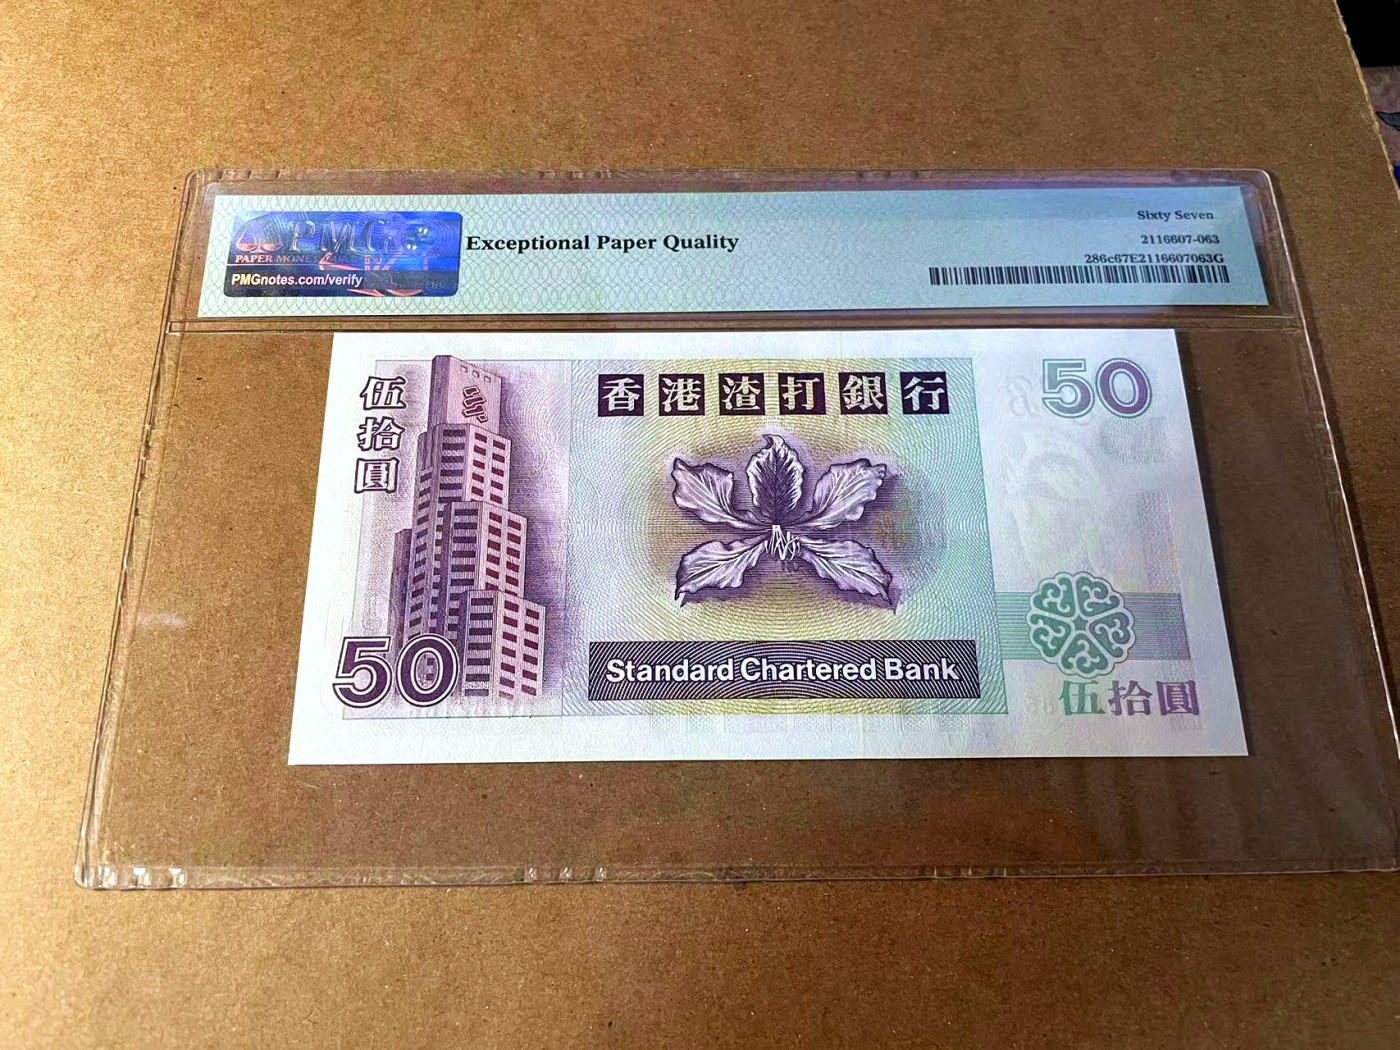 PMG
PAPER MONEY GUARANTY
PMGnotes.com/verify
Exceptional Paper Quality
Sixty Seven
2116607-063
286c67E2116607063G
伍拾圓
香港渣打銀行
50
50
Standard Chartered Bank
伍拾圓